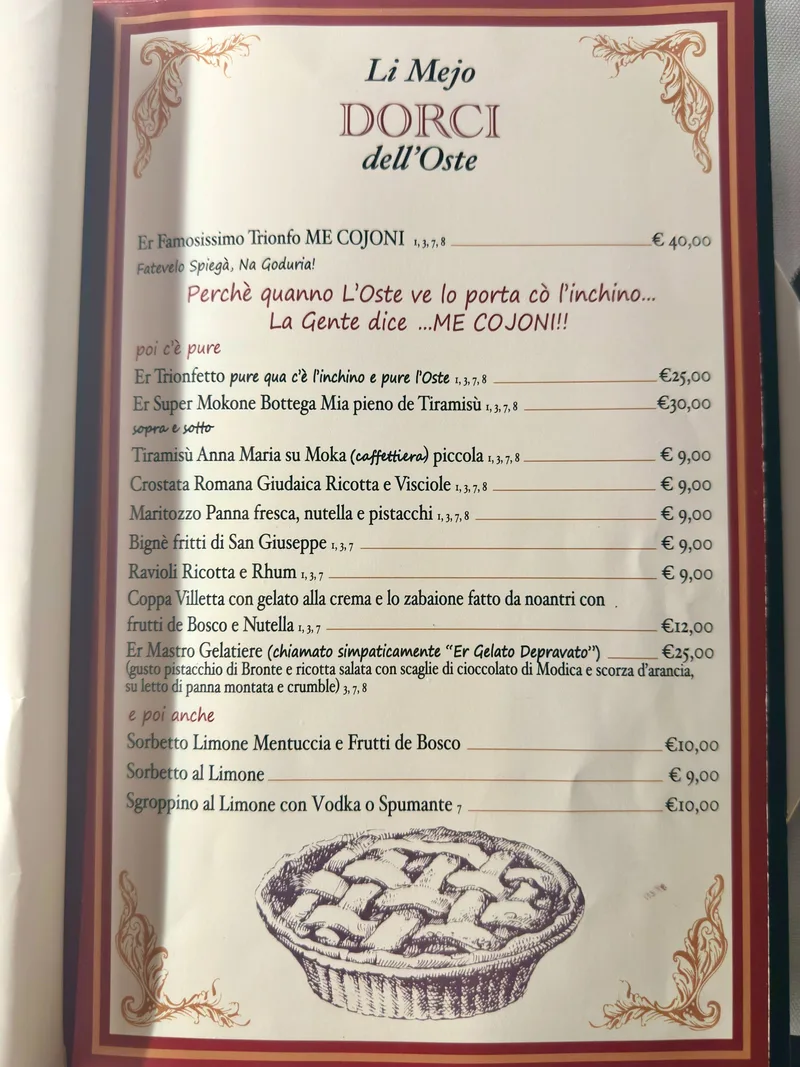 Li Mejo
DORCI
dell'Oste
Er Famosissimo Trionfo ME COJONI 1, 3, 7, 8 € 40,00
Fatevelo Spiegà, Na Goduria!
Perchè quanno L'Oste ve lo porta cò l'inchino...
La Gente dice ...ME COJONI!!
poi c'è pure
Er Trionfetto pure qua c'è l'inchino e pure l'Oste 1, 3, 7, 8 €25,00
Er Super Mokone Bottega Mia pieno de Tiramisù 1, 3, 7, 8 €30,00
sopra e sotto
Tiramisù Anna Maria su Moka (caffettiera) piccola 1, 3, 7, 8 € 9,00
Crostata Romana Giudaica Ricotta e Visciole 1, 3, 7, 8 € 9,00
Maritozzo Panna fresca, nutella e pistacchi 1, 3, 7, 8 € 9,00
Bignè fritti di San Giuseppe 1, 3, 7 € 9,00
Ravioli Ricotta e Rhum 1, 3, 7 € 9,00
Coppa Villetta con gelato alla crema e lo zabaione fatto da noantri con
frutti de Bosco e Nutella 1, 3, 7 €12,00
Er Mastro Gelatiere (chiamato simpaticamente “Er Gelato Depravato”) €25,00
(gusto pistacchio di Bronte e ricotta salata con scaglie di cioccolato di Modica e scorza d'arancia,
su letto di panna montata e crumble) 3, 7, 8
e poi anche
Sorbetto Limone Mentuccia e Frutti de Bosco €10,00
Sorbetto al Limone € 9,00
Sgroppino al Limone con Vodka o Spumante 7 €10,00